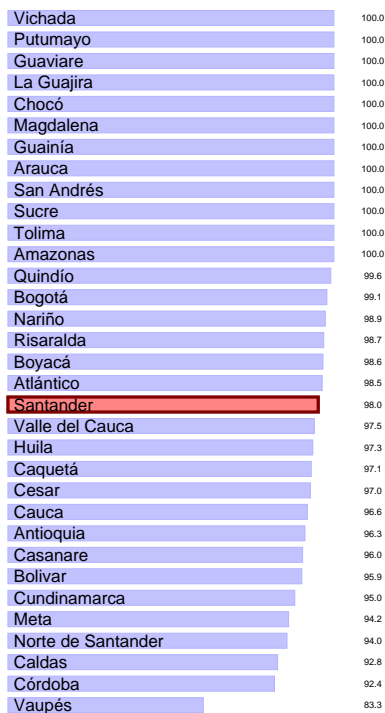 Vichada 100.0
Putumayo 100.0
Guaviare 100.0
La Guajira 100.0
Chocó 100.0
Magdalena 100.0
Guainía 100.0
Arauca 100.0
San Andrés 100.0
Sucre 100.0
Tolima 100.0
Amazonas 100.0
Quindío 99.6
Bogotá 99.1
Nariño 98.9
Risaralda 98.7
Boyacá 98.6
Atlántico 98.5
Santander 98.0
Valle del Cauca 97.5
Huila 97.3
Caquetá 97.1
Cesar 97.0
Cauca 96.6
Antioquia 96.3
Casanare 96.0
Bolivar 95.9
Cundinamarca 95.0
Meta 94.2
Norte de Santander 94.0
Caldas 92.8
Córdoba 92.4
Vaupés 83.3